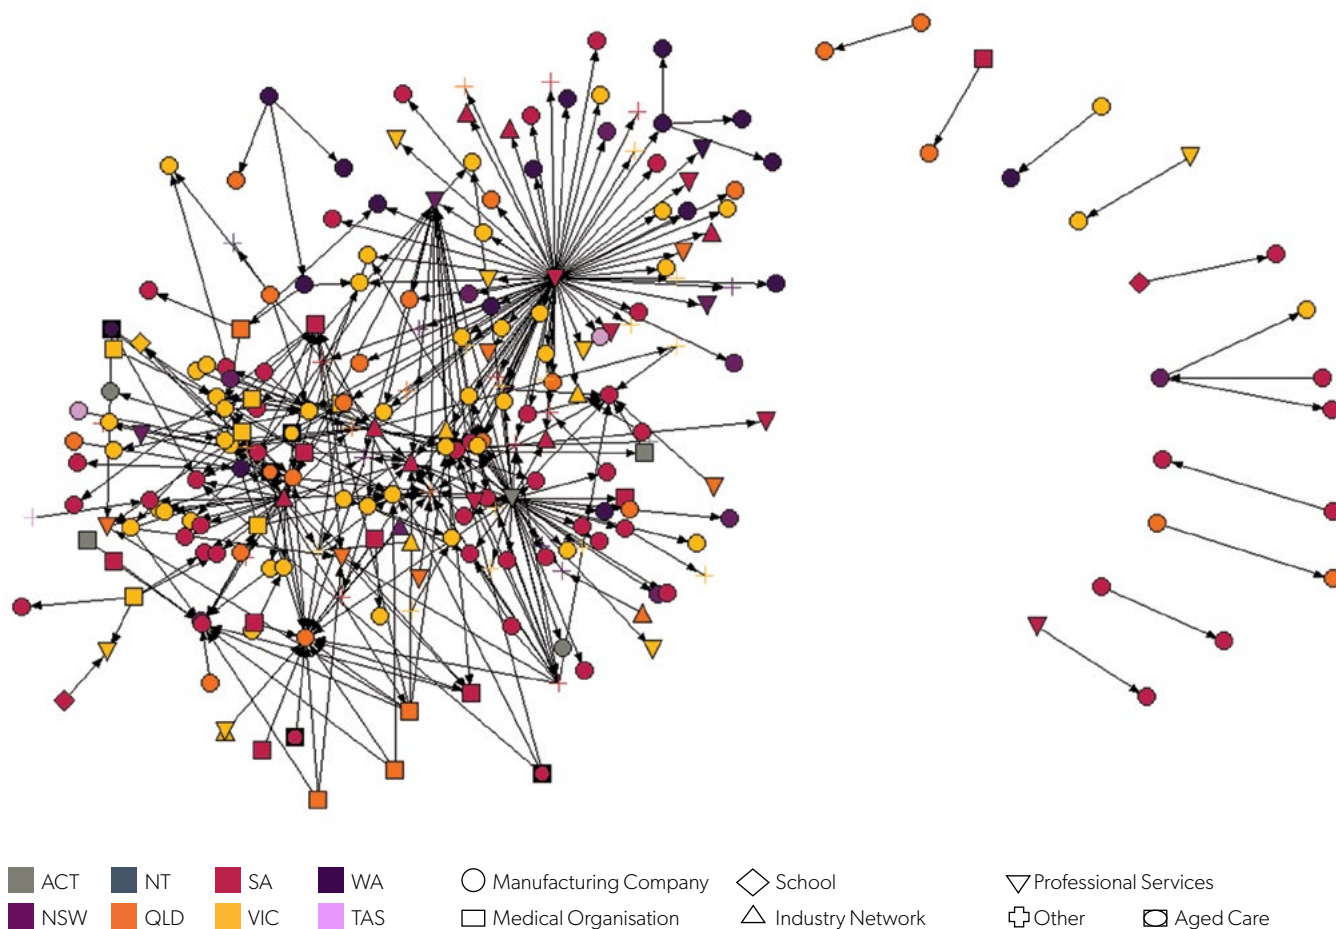 ACT NT SA WA Manufacturing Company School Professional Services
NSW QLD VIC TAS Medical Organisation Industry Network Other Aged Care